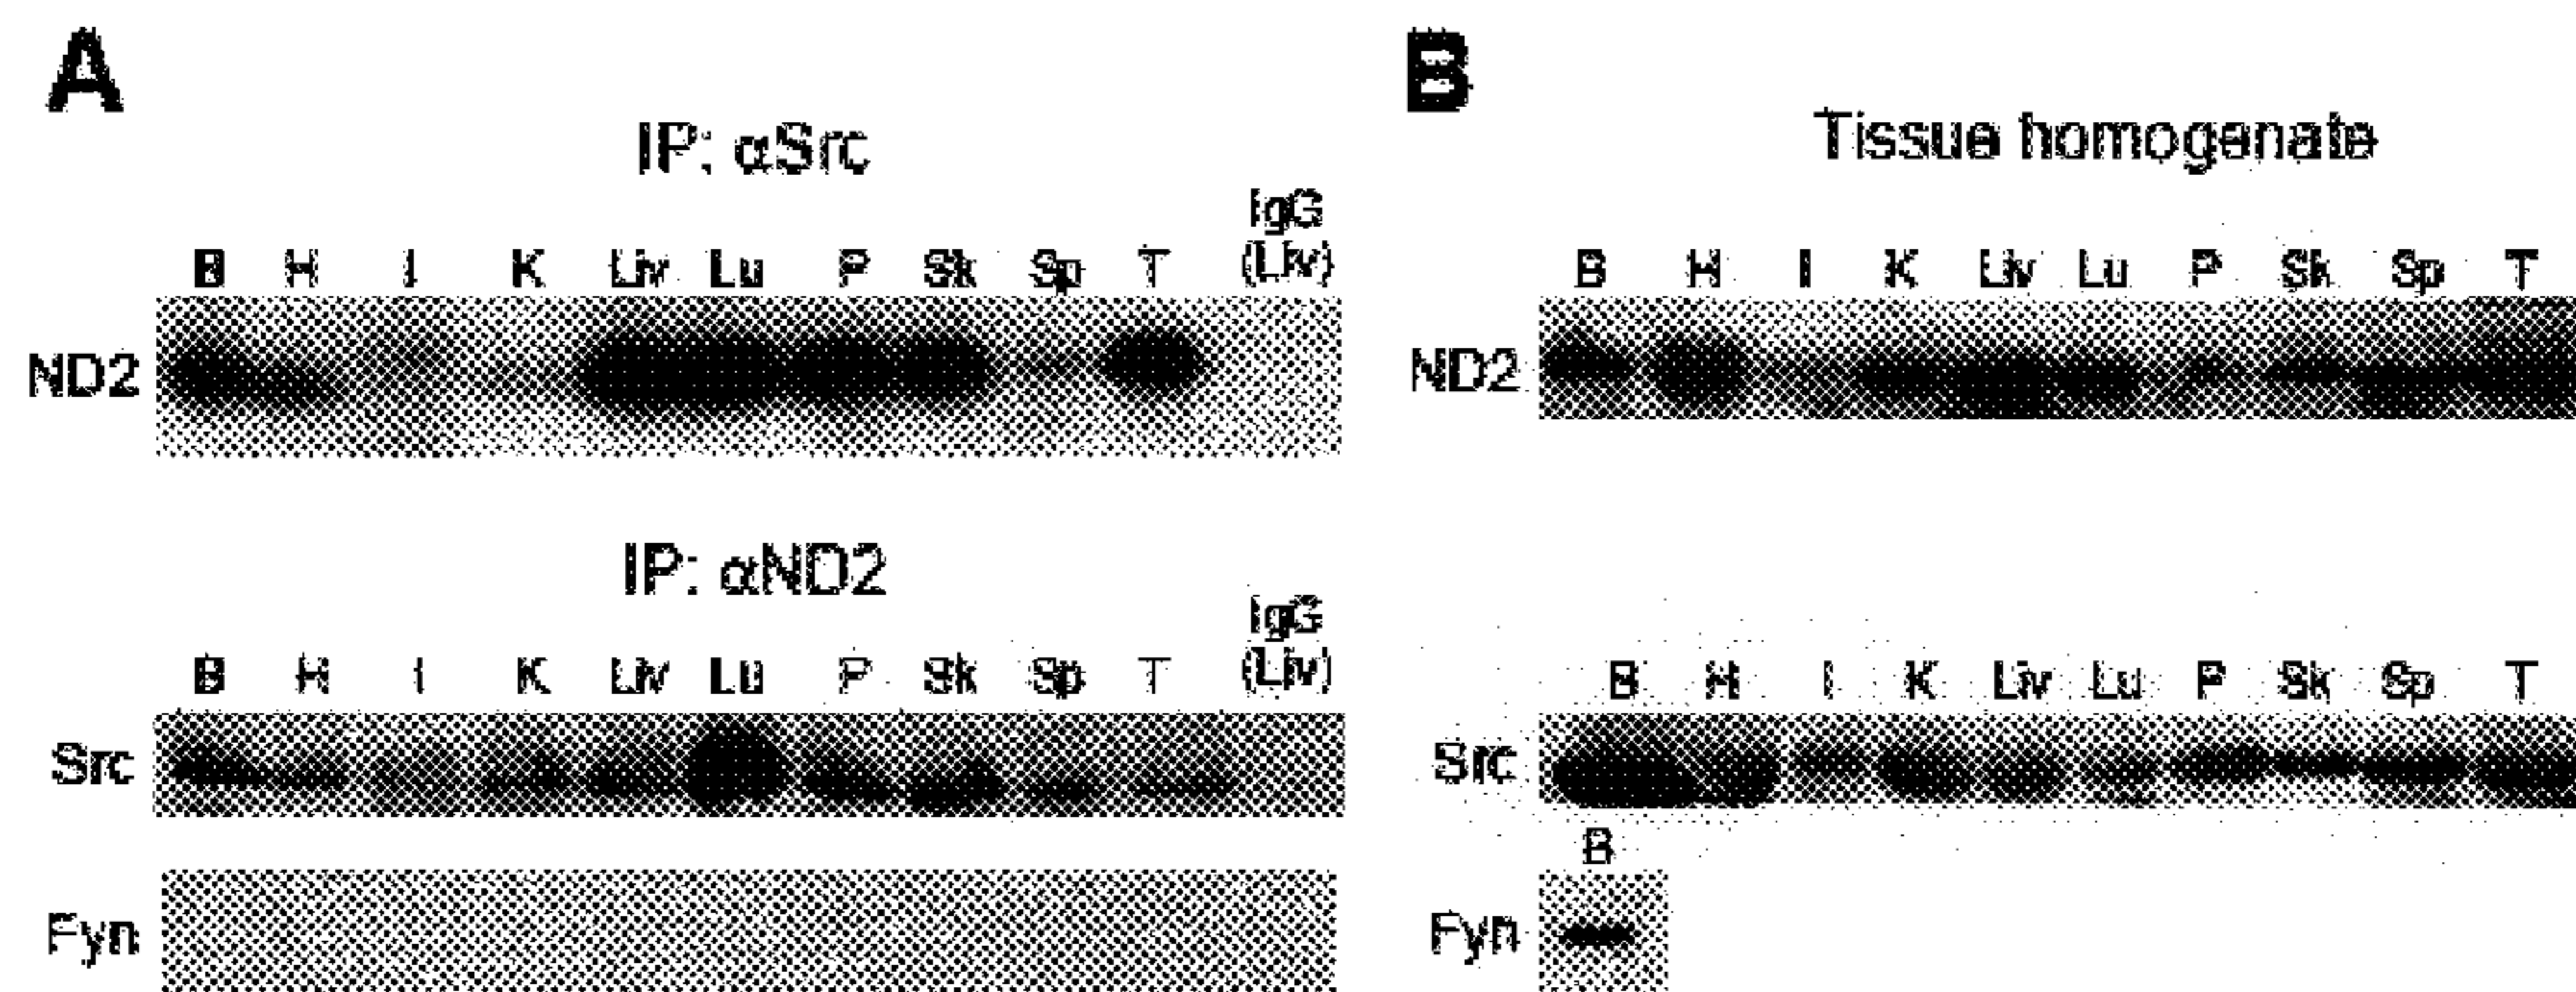 A
IP: αSrc
B H I K Liv Lu P Sk Sp T IgG (Liv)
ND2
IP: αND2
B H I K Liv Lu P Sk Sp T IgG (Liv)
Src
Fyn
B
Tissue homogenate
B H I K Liv Lu P Sk Sp T
ND2
B H I K Liv Lu P Sk Sp T
Src
B
Fyn